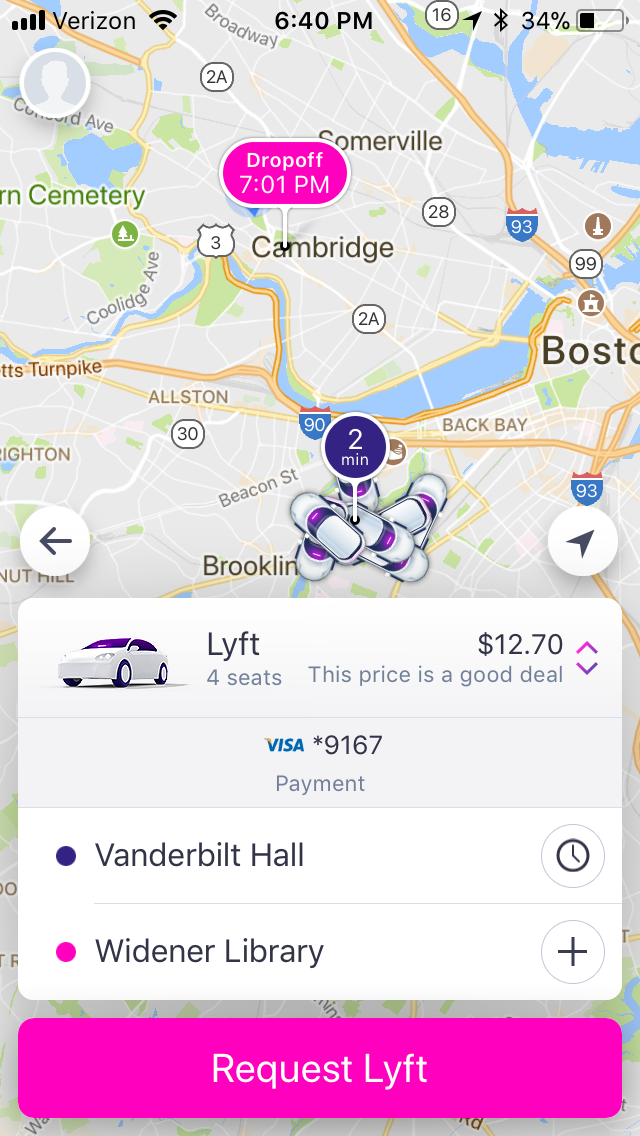 Verizon
6:40 PM
34%
16
Broadway
2A
Concord Ave
Somerville
Dropoff
7:01 PM
rn Cemetery
28
93
3
Cambridge
99
Coolidge Ave
2A
Bosto
tts Turnpike
ALLSTON
90
BACK BAY
30
2
min
RIGHTON
Beacon St
93
Brooklin
NUT HILL
Lyft
$12.70
4 seats
This price is a good deal
VISA *9167
Payment
Vanderbilt Hall
Widener Library
Request Lyft
Rd